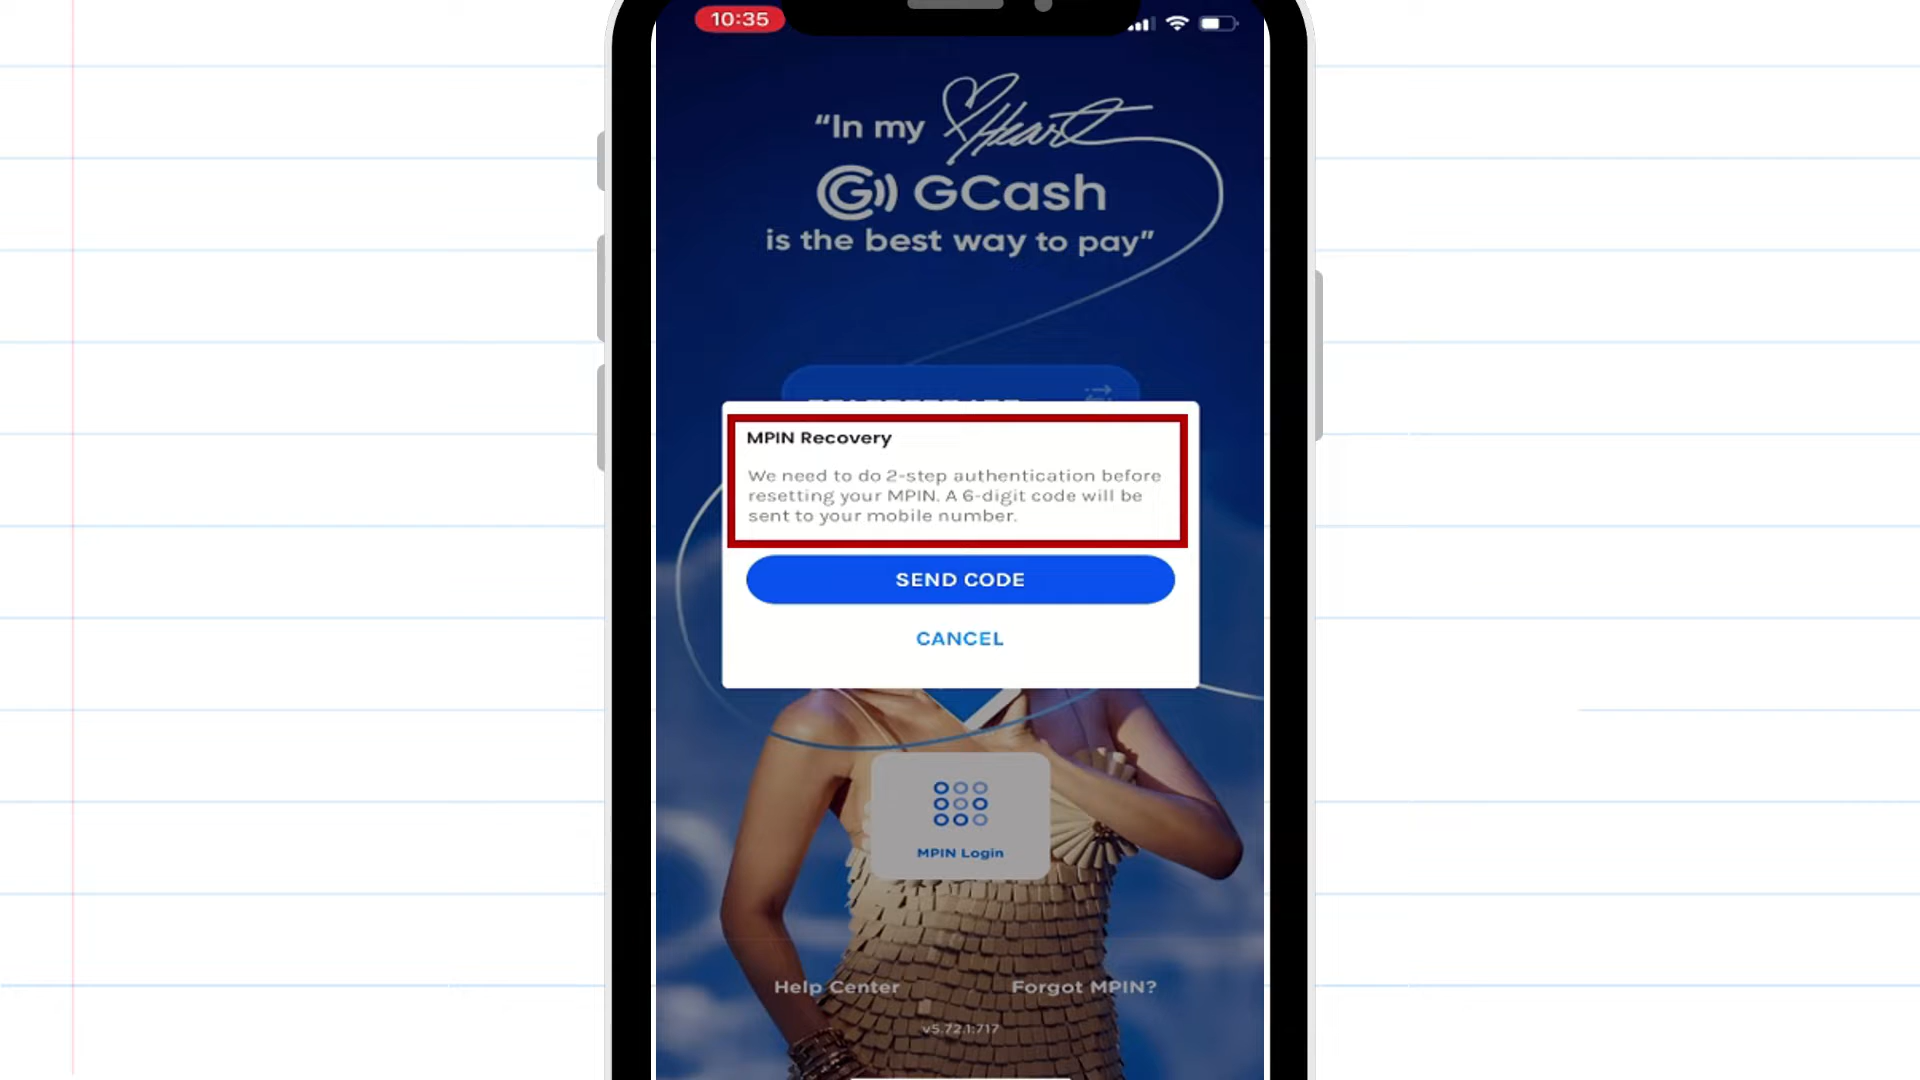 10:35
“In my Heart
GCash
is the best way to pay”
MPIN Recovery
We need to do 2-step authentication before
resetting your MPIN. A 6-digit code will be
sent to your mobile number.
SEND CODE
CANCEL
MPIN Login
Help Center
Forgot MPIN?
v5.72.1:717